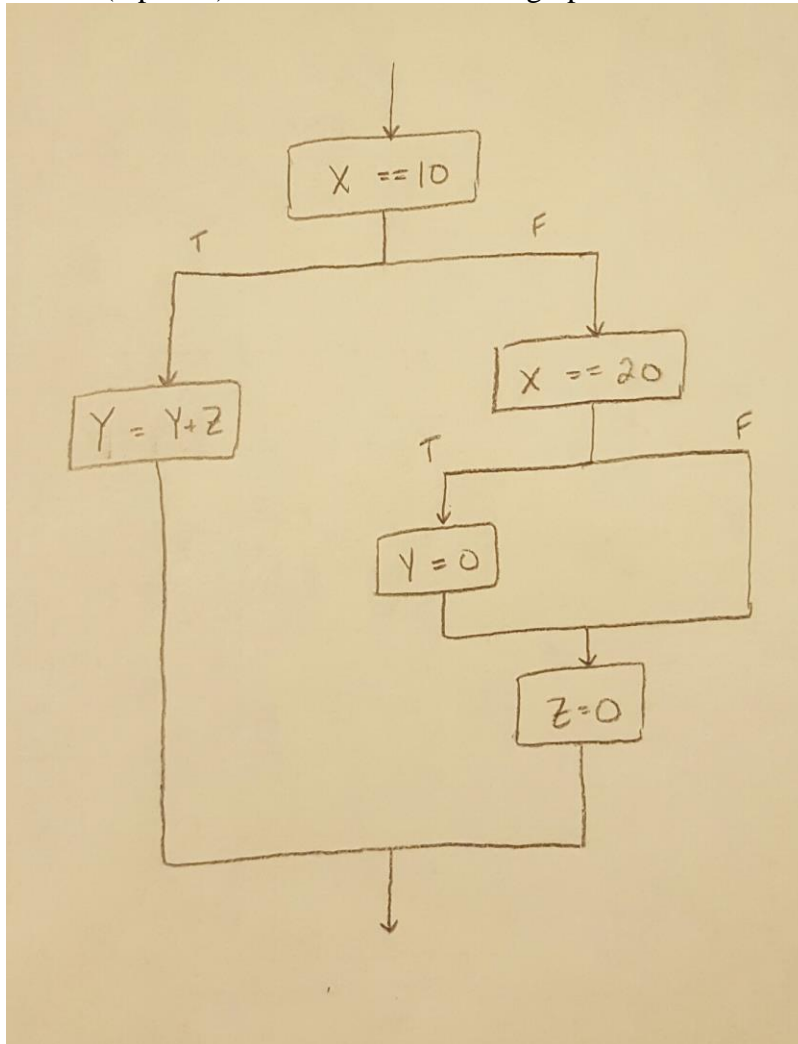 X == 10
T
F
X == 20
Y = Y+Z
T
F
Y = 0
Z=0